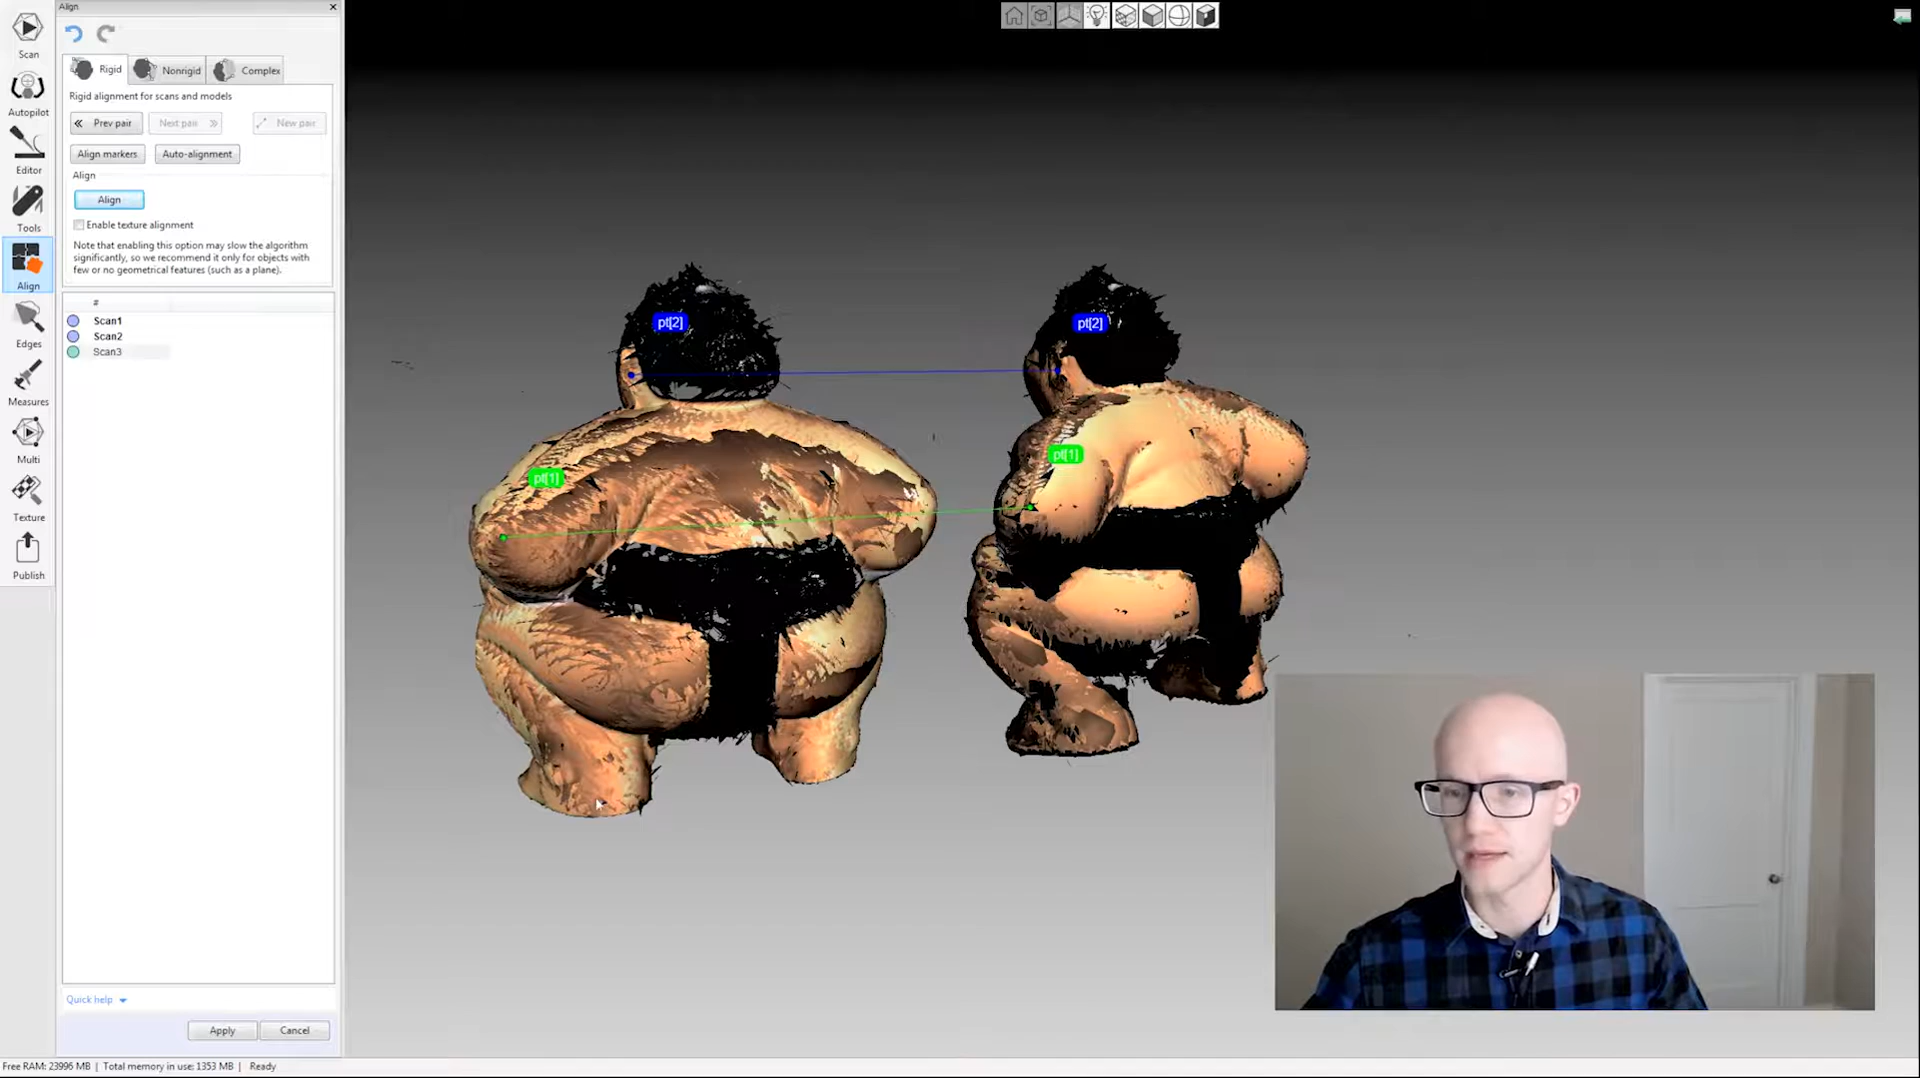 Align
Scan
Autopilot
Editor
Tools
Align
Edges
Measures
Multi
Texture
Publish
Rigid
Nonrigid
Complex
Rigid alignment for scans and models
Prev pair
Next pair
New pair
Align markers
Auto-alignment
Align
Align
Enable texture alignment
Note that enabling this option may slow the algorithm
significantly, so we recommend it only for objects with
few or no geometrical features (such as a plane).
#
Scan1
Scan2
Scan3
pt[2]
pt[2]
pt[1]
pt[1]
Quick help
Apply
Cancel
Free RAM: 23996 MB | Total memory in use: 1353 MB | Ready